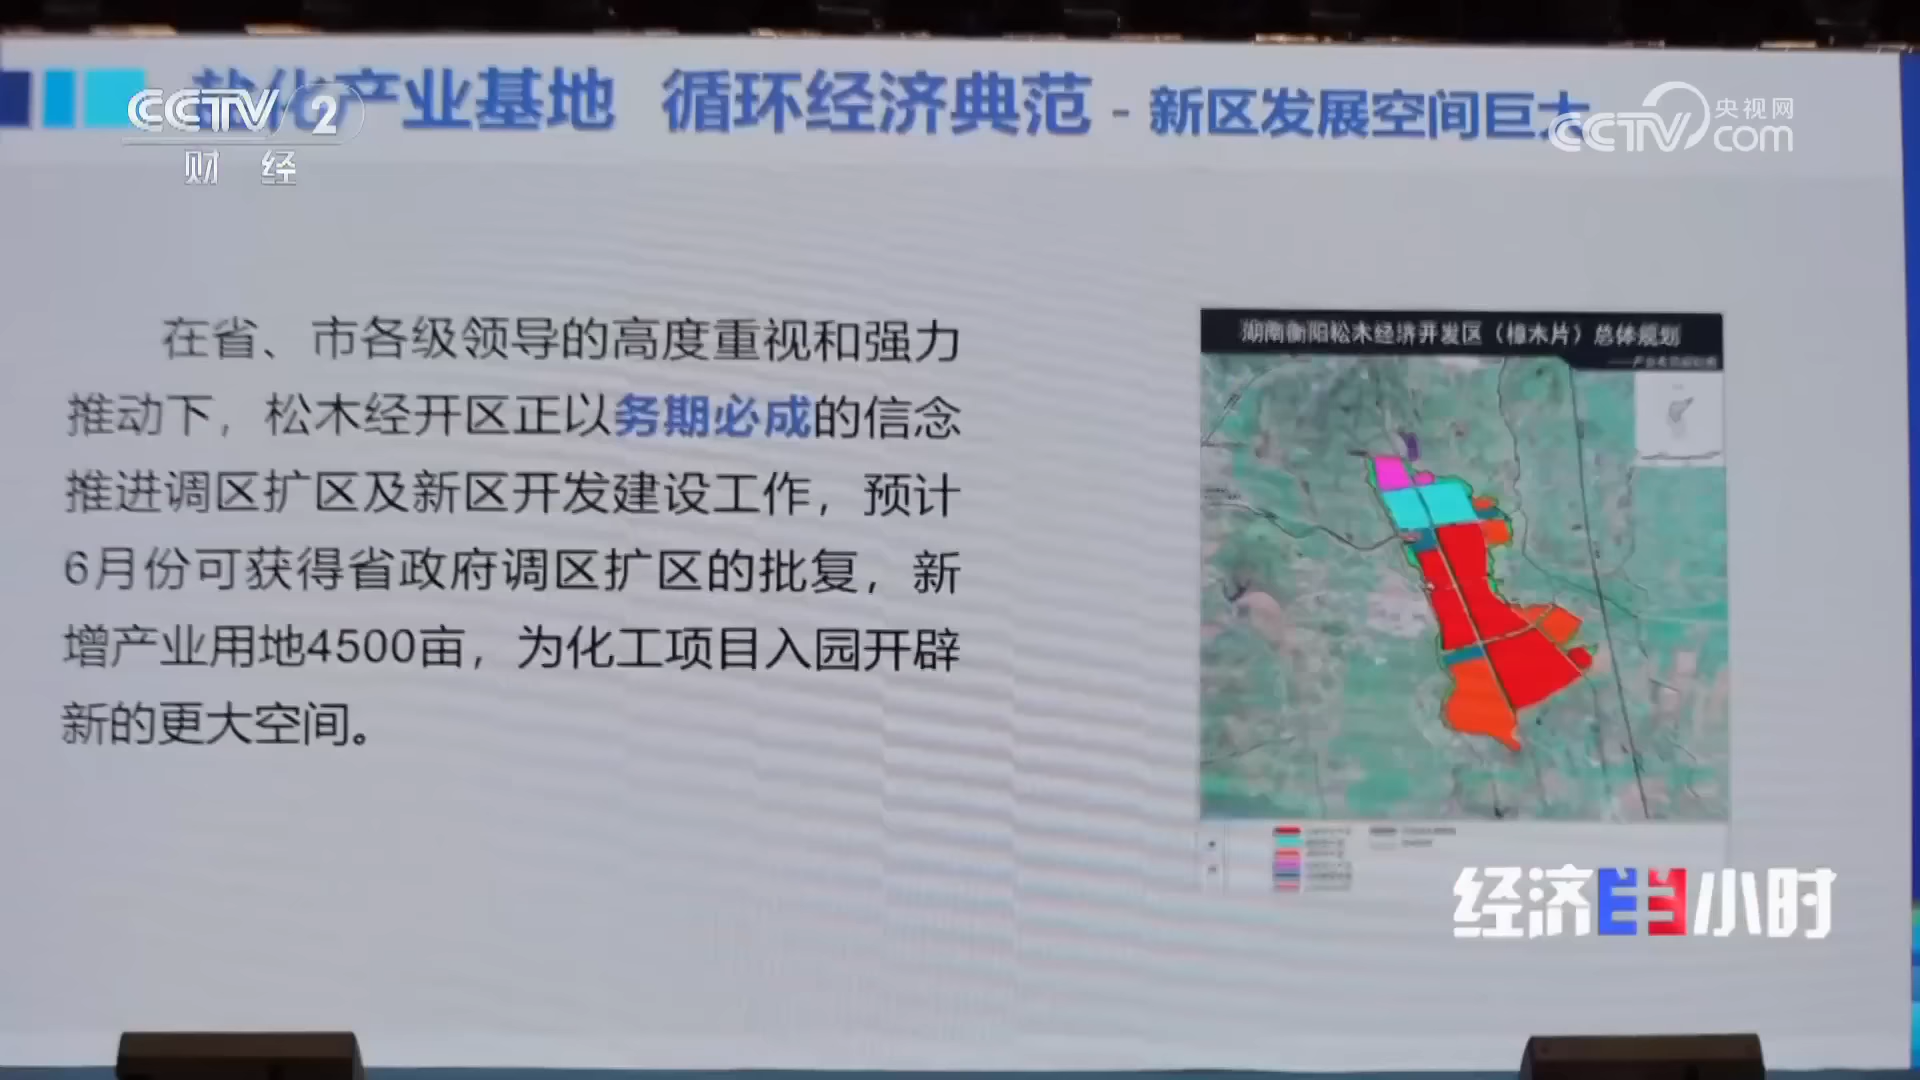 CCTV 2
财 经
盐化产业基地 循环经济典范 - 新区发展空间巨大
央视网
CCTV com
在省、市各级领导的高度重视和强力
推动下，松木经开区正以务期必成的信念
推进调区扩区及新区开发建设工作，预计
6月份可获得省政府调区扩区的批复，新
增产业用地4500亩，为化工项目入园开辟
新的更大空间。
湖南衡阳松木经济开发区（樟木片）总体规划
经济半小时